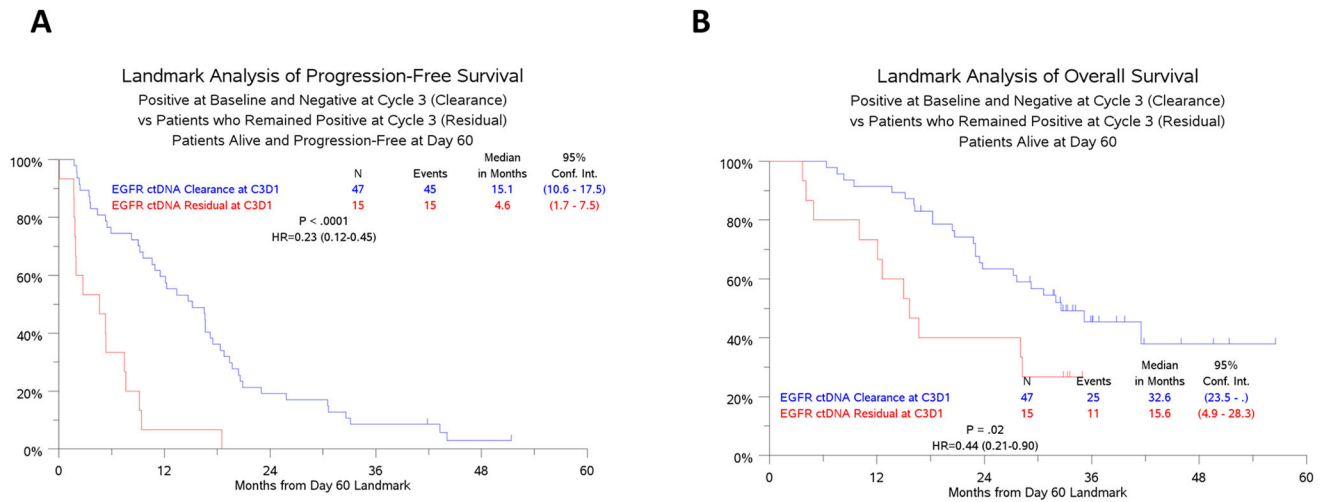 A
Landmark Analysis of Progression-Free Survival
Positive at Baseline and Negative at Cycle 3 (Clearance)
vs Patients who Remained Positive at Cycle 3 (Residual)
Patients Alive and Progression-Free at Day 60
N Events Median in Months 95% Conf. Int.
EGFR ctDNA Clearance at C3D1 47 45 15.1 (10.6 - 17.5)
EGFR ctDNA Residual at C3D1 15 15 4.6 (1.7 - 7.5)
P < .0001
HR=0.23 (0.12-0.45)
100%
80%
60%
40%
20%
0%
0 12 24 36 48 60
Months from Day 60 Landmark
B
Landmark Analysis of Overall Survival
Positive at Baseline and Negative at Cycle 3 (Clearance)
vs Patients who Remained Positive at Cycle 3 (Residual)
Patients Alive at Day 60
100%
80%
60%
40%
20%
0%
N Events Median in Months 95% Conf. Int.
EGFR ctDNA Clearance at C3D1 47 25 32.6 (23.5 - .)
EGFR ctDNA Residual at C3D1 15 11 15.6 (4.9 - 28.3)
P = .02
HR=0.44 (0.21-0.90)
0 12 24 36 48 60
Months from Day 60 Landmark